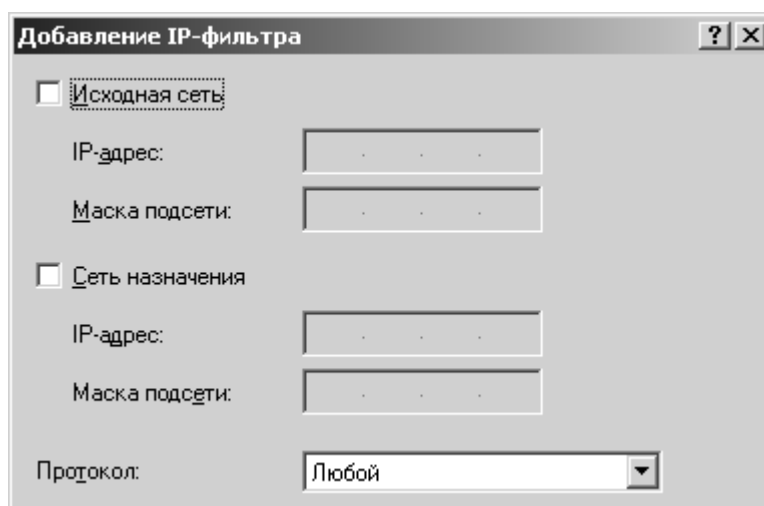 Добавление IP-фильтра
Исходная сеть
IP-адрес:
Маска подсети:
Сеть назначения
IP-адрес:
Маска подсети:
Протокол: Любой